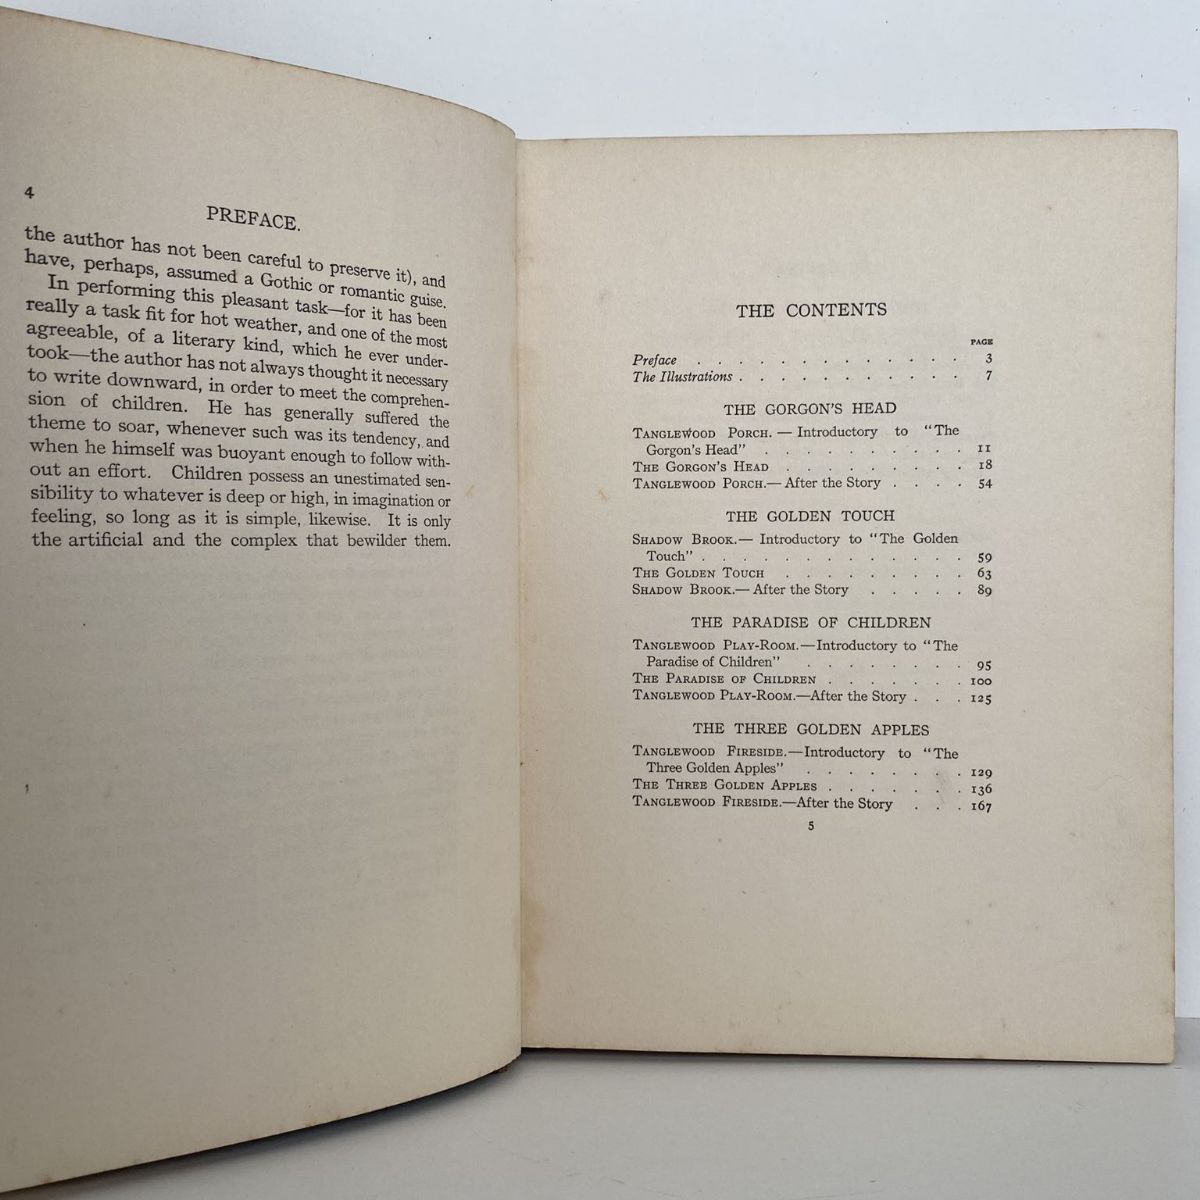 4
PREFACE.
the author has not been careful to preserve it), and
have, perhaps, assumed a Gothic or romantic guise.
In performing this pleasant task—for it has been
really a task fit for hot weather, and one of the most
agreeable, of a literary kind, which he ever under-
took—the author has not always thought it necessary
to write downward, in order to meet the comprehen-
sion of children. He has generally suffered the
theme to soar, whenever such was its tendency, and
when he himself was buoyant enough to follow with-
out an effort. Children possess an unestimated sen-
sibility to whatever is deep or high, in imagination or
feeling, so long as it is simple, likewise. It is only
the artificial and the complex that bewilder them.
THE CONTENTS
PAGE
Preface . . . . . . . . . . . . . 3
The Illustrations . . . . . . . . . . . 7
THE GORGON'S HEAD
TANGLEWOOD PORCH. — Introductory to "The
Gorgon's Head" . . . . . . . . . . 11
THE GORGON'S HEAD . . . . . . . . . 18
TANGLEWOOD PORCH.— After the Story . . . . 54
THE GOLDEN TOUCH
SHADOW BROOK.— Introductory to "The Golden
Touch" . . . . . . . . . . . . . 59
THE GOLDEN TOUCH . . . . . . . . . 63
SHADOW BROOK.— After the Story . . . . . 89
THE PARADISE OF CHILDREN
TANGLEWOOD PLAY-ROOM.—Introductory to "The
Paradise of Children" . . . . . . . . 95
THE PARADISE OF CHILDREN . . . . . . . 100
TANGLEWOOD PLAY-ROOM.—After the Story . . . 125
THE THREE GOLDEN APPLES
TANGLEWOOD FIRESIDE.—Introductory to "The
Three Golden Apples" . . . . . . . . 129
THE THREE GOLDEN APPLES . . . . . . . 136
TANGLEWOOD FIRESIDE.—After the Story . . . 167
5